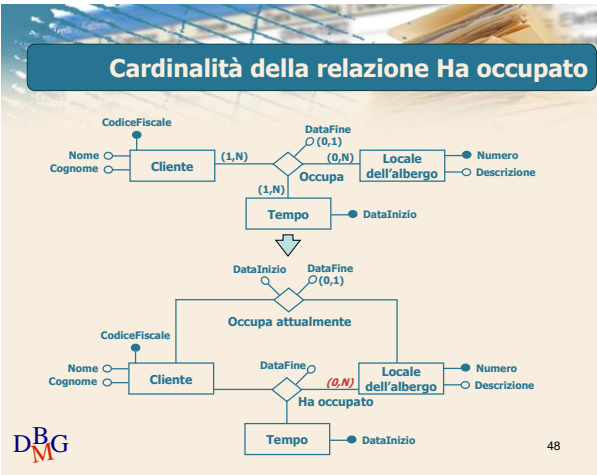 Cardinalità della relazione Ha occupato
CodiceFiscale
DataFine
(0,1)
Nome
Cognome
Cliente
(1,N)
(0,N)
Occupa
Locale
dell'albergo
Numero
Descrizione
(1,N)
Tempo
DataInizio
DataInizio
DataFine
(0,1)
Occupa attualmente
CodiceFiscale
Nome
Cognome
Cliente
DataFine
(0,N)
Ha occupato
Locale
dell'albergo
Numero
Descrizione
Tempo
DataInizio
DBMG
48